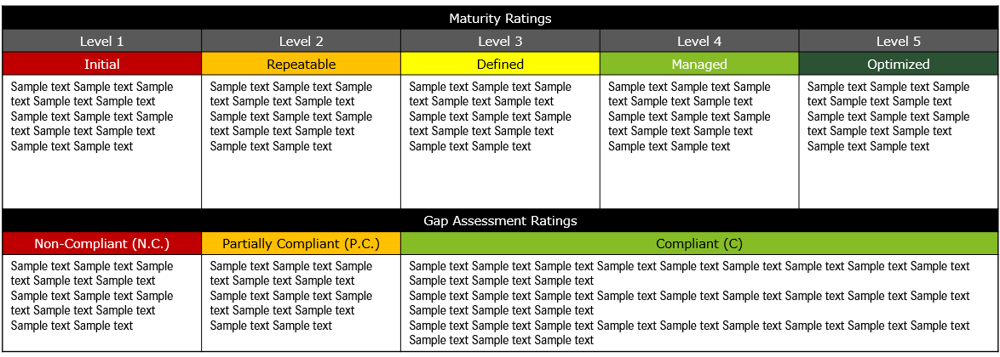 Maturity Ratings
Level 1 Level 2 Level 3 Level 4 Level 5
Initial Repeatable Defined Managed Optimized
Sample text Sample text Sample
text Sample text Sample text
Sample text Sample text Sample
text Sample text Sample text
Sample text Sample text
Sample text Sample text Sample
text Sample text Sample text
Sample text Sample text Sample
text Sample text Sample text
Sample text Sample text
Sample text Sample text Sample
text Sample text Sample text
Sample text Sample text Sample
text Sample text Sample text
Sample text Sample text
Sample text Sample text Sample
text Sample text Sample text
Sample text Sample text Sample
text Sample text Sample text
Sample text Sample text
Sample text Sample text Sample
text Sample text Sample text
Sample text Sample text Sample
text Sample text Sample text
Sample text Sample text
Gap Assessment Ratings
Non-Compliant (N.C.) Partially Compliant (P.C.) Compliant (C)
Sample text Sample text Sample
text Sample text Sample text
Sample text Sample text Sample
text Sample text Sample text
Sample text Sample text
Sample text Sample text Sample
text Sample text Sample text
Sample text Sample text Sample
text Sample text Sample text
Sample text Sample text
Sample text Sample text Sample text Sample text Sample text Sample text Sample text Sample text Sample text
Sample text Sample text Sample text
Sample text Sample text Sample text Sample text Sample text Sample text Sample text Sample text Sample text
Sample text Sample text Sample text
Sample text Sample text Sample text Sample text Sample text Sample text Sample text Sample text Sample text
Sample text Sample text Sample text